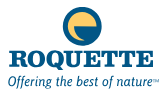 ROQUETTE
Offering the best of nature™